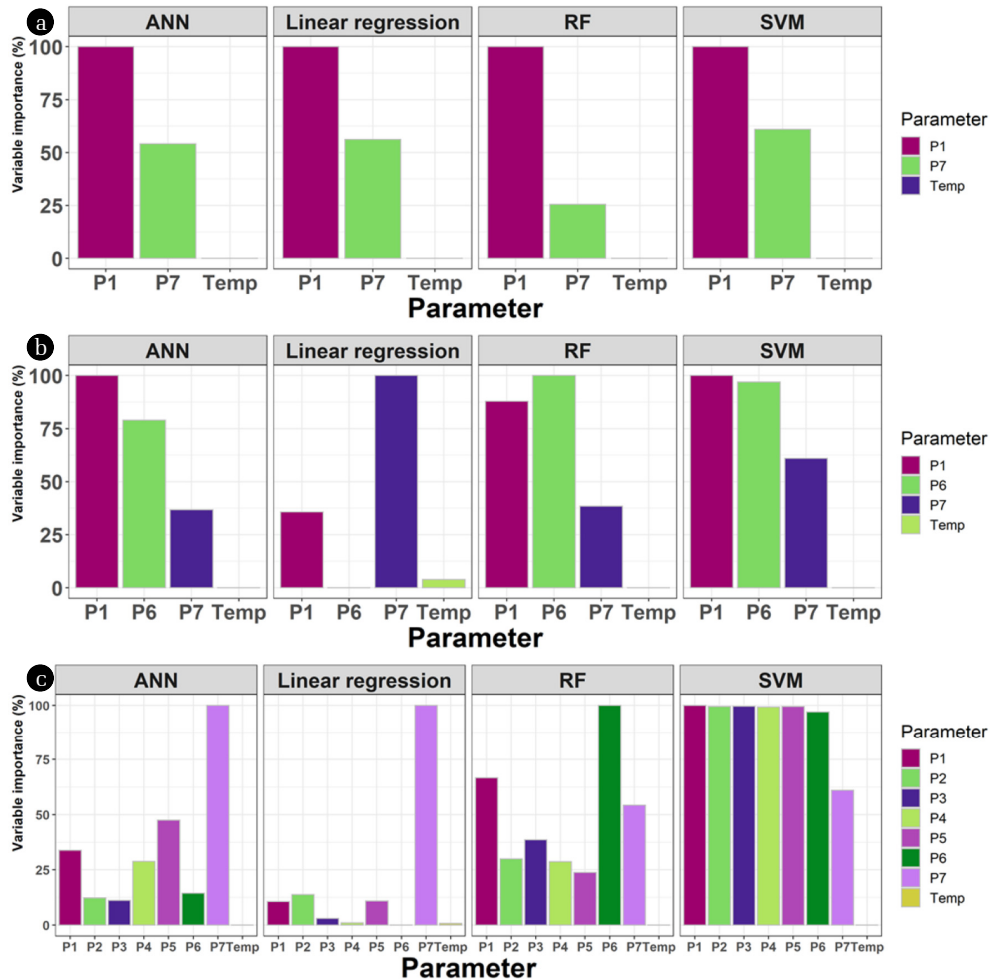 a
ANN Linear regression RF SVM
Variable importance (%)
100
75
50
25
0
P1 P7 Temp P1 P7 Temp P1 P7 Temp P1 P7 Temp
Parameter
Parameter
P1
P7
Temp
b
ANN Linear regression RF SVM
Variable importance (%)
100
75
50
25
0
P1 P6 P7 Temp P1 P6 P7 Temp P1 P6 P7 Temp P1 P6 P7 Temp
Parameter
Parameter
P1
P6
P7
Temp
c
ANN Linear regression RF SVM
Variable importance (%)
100
75
50
25
0
P1 P2 P3 P4 P5 P6 P7 Temp P1 P2 P3 P4 P5 P6 P7 Temp P1 P2 P3 P4 P5 P6 P7 Temp P1 P2 P3 P4 P5 P6 P7 Temp
Parameter
Parameter
P1
P2
P3
P4
P5
P6
P7
Temp